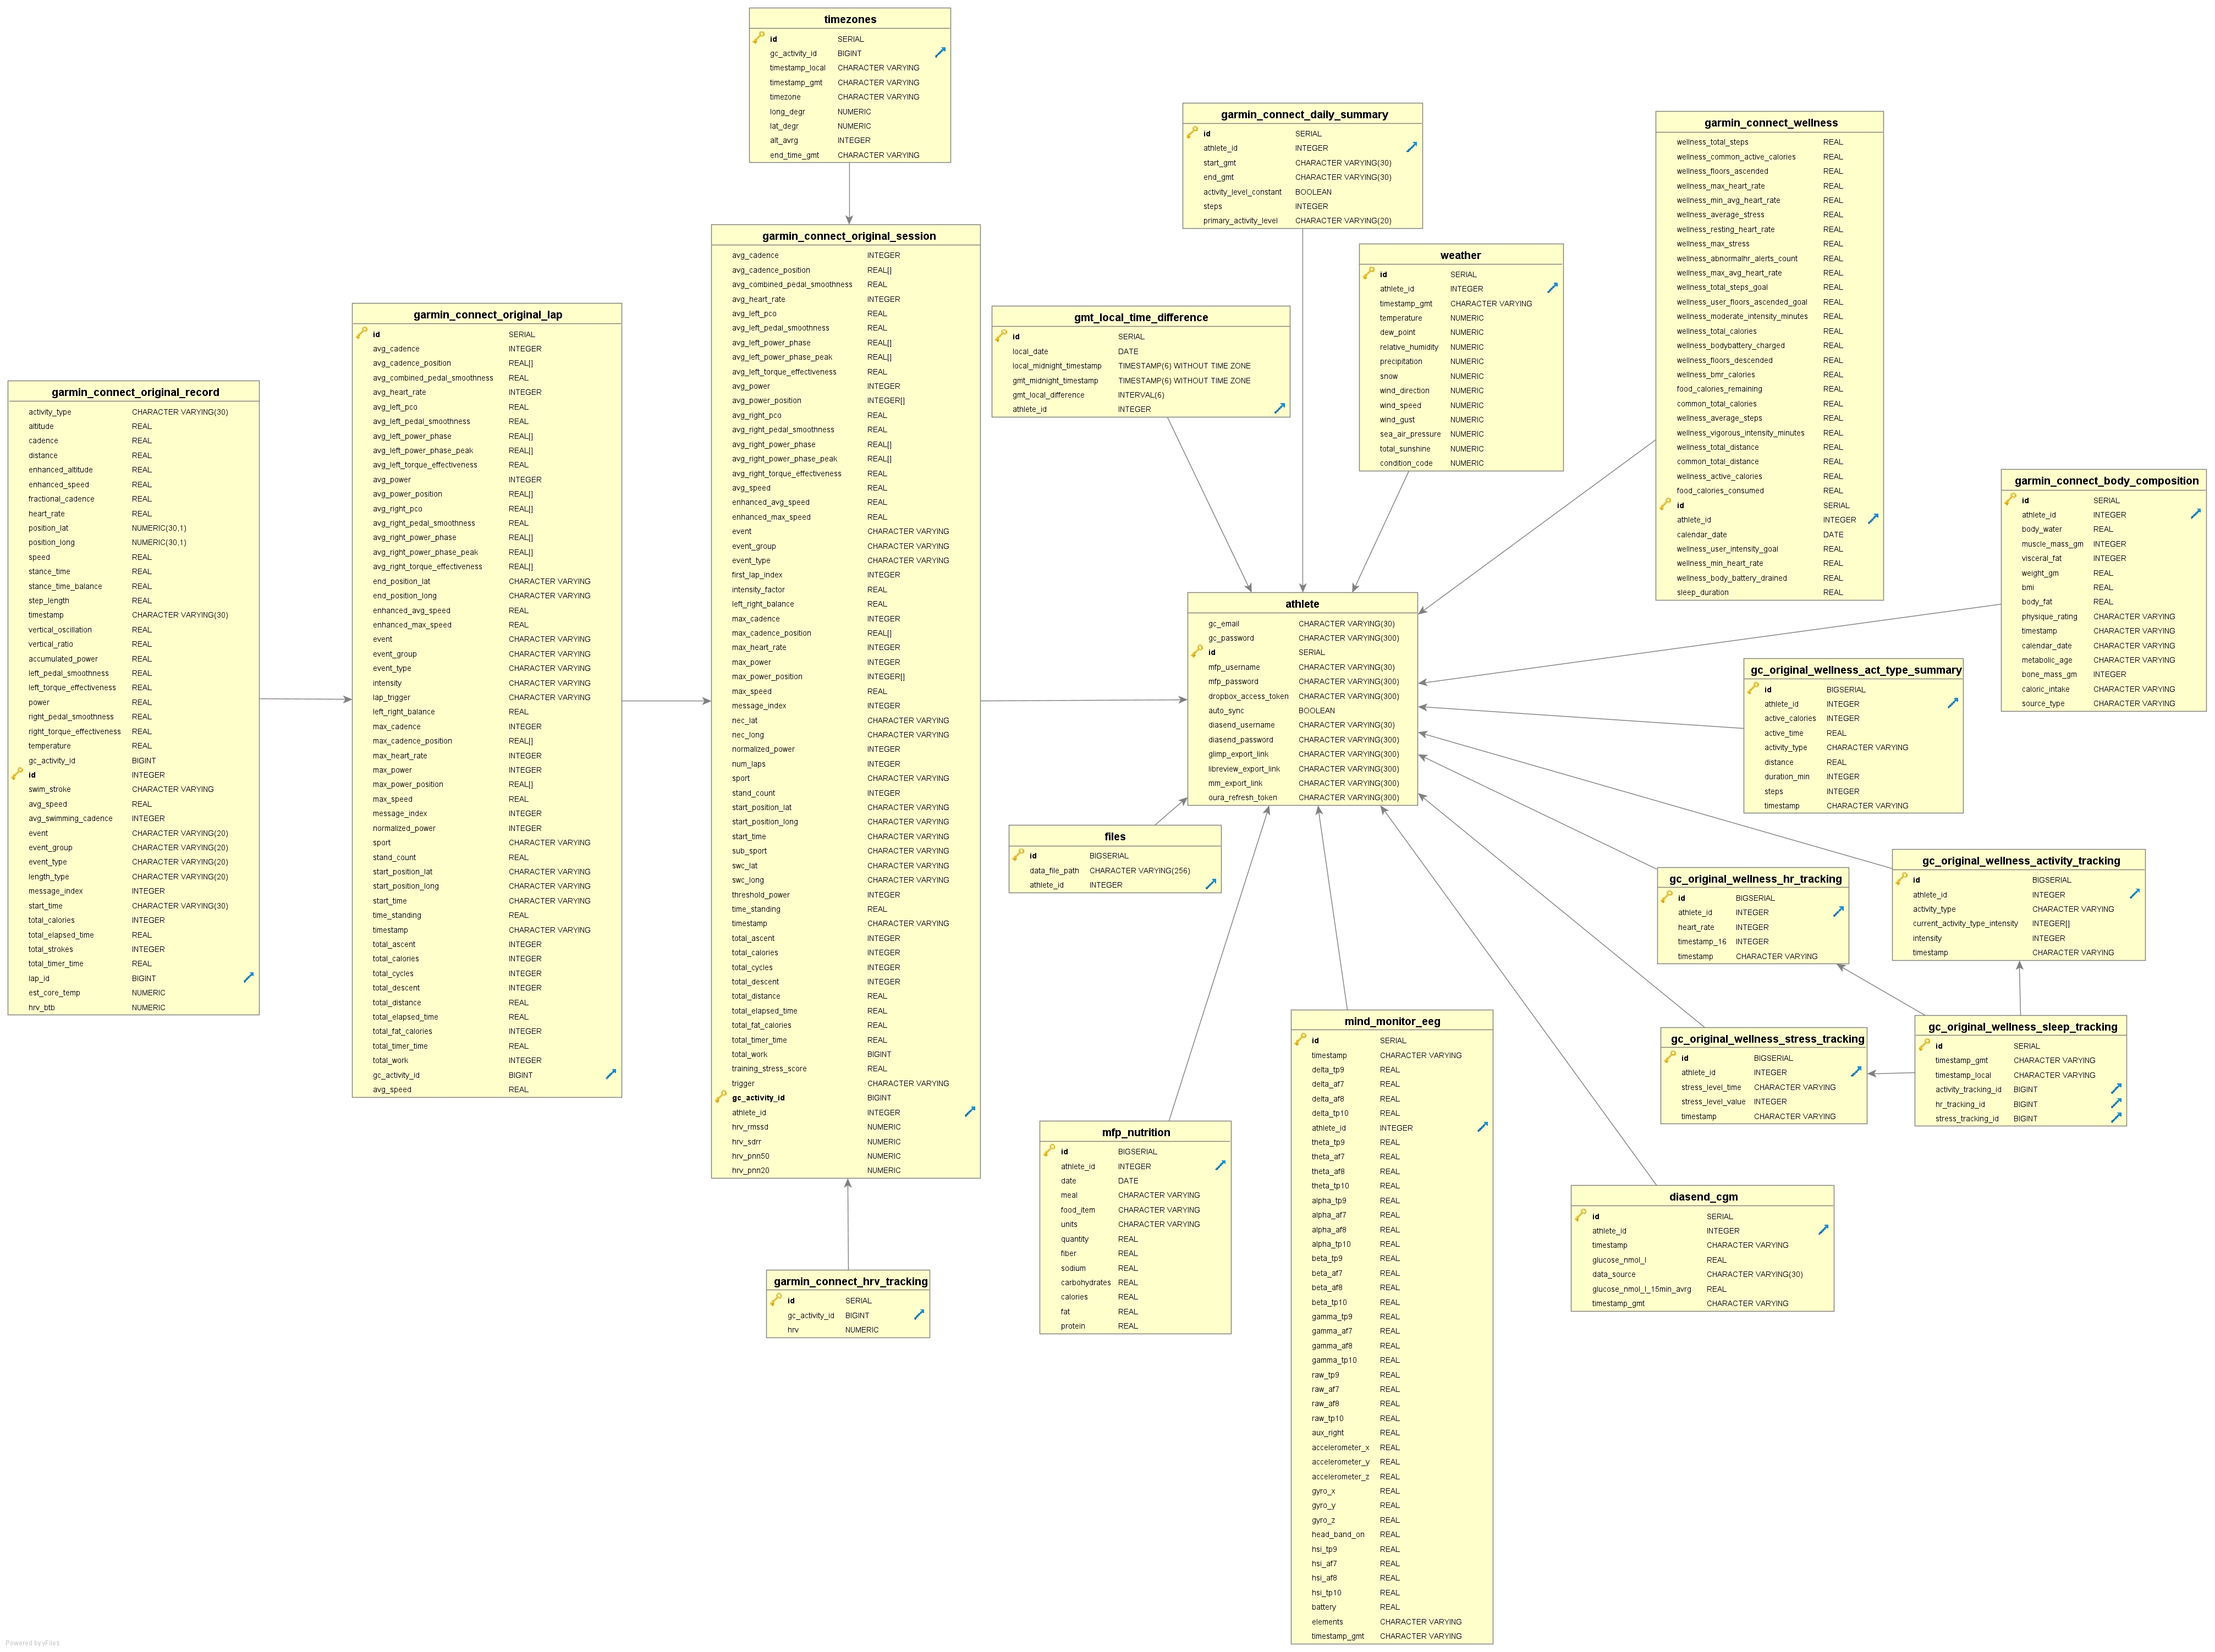 timezones
id SERIAL
gc_activity_id BIGINT
timestamp_local CHARACTER VARYING
timestamp_gmt CHARACTER VARYING
timezone CHARACTER VARYING
long_degr NUMERIC
lat_degr NUMERIC
alt_avrg INTEGER
end_time_gmt CHARACTER VARYING
garmin_connect_daily_summary
id SERIAL
athlete_id INTEGER
start_gmt CHARACTER VARYING(30)
end_gmt CHARACTER VARYING(30)
activity_level_constant BOOLEAN
steps INTEGER
primary_activity_level CHARACTER VARYING(20)
garmin_connect_wellness
wellness_total_steps REAL
wellness_common_active_calories REAL
wellness_floors_ascended REAL
wellness_max_heart_rate REAL
wellness_min_avg_heart_rate REAL
wellness_average_stress REAL
wellness_resting_heart_rate REAL
wellness_max_stress REAL
wellness_abnormalhr_alerts_count REAL
wellness_max_avg_heart_rate REAL
wellness_total_steps_goal REAL
wellness_user_floors_ascended_goal REAL
wellness_moderate_intensity_minutes REAL
wellness_total_calories REAL
wellness_bodybattery_charged REAL
wellness_floors_descended REAL
wellness_bmr_calories REAL
food_calories_remaining REAL
common_total_calories REAL
wellness_average_steps REAL
wellness_vigorous_intensity_minutes REAL
wellness_total_distance REAL
common_total_distance REAL
wellness_active_calories REAL
food_calories_consumed REAL
id SERIAL
athlete_id INTEGER
calendar_date DATE
wellness_user_intensity_goal REAL
wellness_min_heart_rate REAL
wellness_body_battery_drained REAL
sleep_duration REAL
garmin_connect_original_session
avg_cadence INTEGER
avg_cadence_position REAL[]
avg_combined_pedal_smoothness REAL
avg_heart_rate INTEGER
avg_left_pco REAL
avg_left_pedal_smoothness REAL
avg_left_power_phase REAL[]
avg_left_power_phase_peak REAL[]
avg_left_torque_effectiveness REAL
avg_power INTEGER
avg_power_position INTEGER[]
avg_right_pco REAL
avg_right_pedal_smoothness REAL
avg_right_power_phase REAL[]
avg_right_power_phase_peak REAL[]
avg_right_torque_effectiveness REAL
avg_speed REAL
enhanced_avg_speed REAL
enhanced_max_speed REAL
event CHARACTER VARYING
event_group CHARACTER VARYING
event_type CHARACTER VARYING
first_lap_index INTEGER
intensity_factor REAL
left_right_balance REAL
max_cadence INTEGER
max_cadence_position REAL[]
max_heart_rate INTEGER
max_power INTEGER
max_power_position INTEGER[]
max_speed REAL
message_index INTEGER
nec_lat CHARACTER VARYING
nec_long CHARACTER VARYING
normalized_power INTEGER
num_laps INTEGER
sport CHARACTER VARYING
stand_count INTEGER
start_position_lat CHARACTER VARYING
start_position_long CHARACTER VARYING
start_time CHARACTER VARYING
sub_sport CHARACTER VARYING
swc_lat CHARACTER VARYING
swc_long CHARACTER VARYING
threshold_power INTEGER
time_standing REAL
timestamp CHARACTER VARYING
total_ascent INTEGER
total_calories INTEGER
total_cycles INTEGER
total_descent INTEGER
total_distance REAL
total_elapsed_time REAL
total_fat_calories REAL
total_timer_time REAL
total_work BIGINT
training_stress_score REAL
trigger CHARACTER VARYING
gc_activity_id BIGINT
athlete_id INTEGER
hrv_rmssd NUMERIC
hrv_sdrr NUMERIC
hrv_pnn50 NUMERIC
hrv_pnn20 NUMERIC
weather
id SERIAL
athlete_id INTEGER
timestamp_gmt CHARACTER VARYING
temperature NUMERIC
dew_point NUMERIC
relative_humidity NUMERIC
precipitation NUMERIC
snow NUMERIC
wind_direction NUMERIC
wind_speed NUMERIC
wind_gust NUMERIC
sea_air_pressure NUMERIC
total_sunshine NUMERIC
condition_code NUMERIC
garmin_connect_original_lap
id SERIAL
avg_cadence INTEGER
avg_cadence_position REAL[]
avg_combined_pedal_smoothness REAL
avg_heart_rate INTEGER
avg_left_pco REAL
avg_left_pedal_smoothness REAL
avg_left_power_phase REAL[]
avg_left_power_phase_peak REAL[]
avg_left_torque_effectiveness REAL
avg_power INTEGER
avg_power_position REAL[]
avg_right_pco REAL[]
avg_right_pedal_smoothness REAL
avg_right_power_phase REAL[]
avg_right_power_phase_peak REAL[]
avg_right_torque_effectiveness REAL[]
end_position_lat CHARACTER VARYING
end_position_long CHARACTER VARYING
enhanced_avg_speed REAL
enhanced_max_speed REAL
event CHARACTER VARYING
event_group CHARACTER VARYING
event_type CHARACTER VARYING
intensity CHARACTER VARYING
lap_trigger CHARACTER VARYING
left_right_balance REAL
max_cadence INTEGER
max_cadence_position REAL[]
max_heart_rate INTEGER
max_power INTEGER
max_power_position REAL[]
max_speed REAL
message_index INTEGER
normalized_power INTEGER
sport CHARACTER VARYING
stand_count REAL
start_position_lat CHARACTER VARYING
start_position_long CHARACTER VARYING
start_time CHARACTER VARYING
time_standing REAL
timestamp CHARACTER VARYING
total_ascent INTEGER
total_calories INTEGER
total_cycles INTEGER
total_descent INTEGER
total_distance REAL
total_elapsed_time REAL
total_fat_calories INTEGER
total_timer_time REAL
total_work INTEGER
gc_activity_id BIGINT
avg_speed REAL
gmt_local_time_difference
id SERIAL
local_date DATE
local_midnight_timestamp TIMESTAMP(6) WITHOUT TIME ZONE
gmt_midnight_timestamp TIMESTAMP(6) WITHOUT TIME ZONE
gmt_local_difference INTERVAL(6)
athlete_id INTEGER
garmin_connect_original_record
activity_type CHARACTER VARYING(30)
altitude REAL
cadence REAL
distance REAL
enhanced_altitude REAL
enhanced_speed REAL
fractional_cadence REAL
heart_rate REAL
position_lat NUMERIC(30,1)
position_long NUMERIC(30,1)
speed REAL
stance_time REAL
stance_time_balance REAL
step_length REAL
timestamp CHARACTER VARYING(30)
vertical_oscillation REAL
vertical_ratio REAL
accumulated_power REAL
left_pedal_smoothness REAL
left_torque_effectiveness REAL
power REAL
right_pedal_smoothness REAL
right_torque_effectiveness REAL
temperature REAL
gc_activity_id BIGINT
id INTEGER
swim_stroke CHARACTER VARYING
avg_speed REAL
avg_swimming_cadence INTEGER
event CHARACTER VARYING(20)
event_group CHARACTER VARYING(20)
event_type CHARACTER VARYING(20)
length_type CHARACTER VARYING(20)
message_index INTEGER
start_time CHARACTER VARYING(30)
total_calories INTEGER
total_elapsed_time REAL
total_strokes INTEGER
total_timer_time REAL
lap_id BIGINT
est_core_temp NUMERIC
hrv_btb NUMERIC
garmin_connect_body_composition
id SERIAL
athlete_id INTEGER
body_water REAL
muscle_mass_gm INTEGER
visceral_fat INTEGER
weight_gm REAL
bmi REAL
body_fat REAL
physique_rating CHARACTER VARYING
timestamp CHARACTER VARYING
calendar_date CHARACTER VARYING
metabolic_age CHARACTER VARYING
bone_mass_gm INTEGER
caloric_intake CHARACTER VARYING
source_type CHARACTER VARYING
athlete
gc_email CHARACTER VARYING(30)
gc_password CHARACTER VARYING(300)
id SERIAL
mfp_username CHARACTER VARYING(30)
mfp_password CHARACTER VARYING(300)
dropbox_access_token CHARACTER VARYING(300)
auto_sync BOOLEAN
diasend_username CHARACTER VARYING(30)
diasend_password CHARACTER VARYING(300)
glimp_export_link CHARACTER VARYING(300)
libreview_export_link CHARACTER VARYING(300)
mm_export_link CHARACTER VARYING(300)
oura_refresh_token CHARACTER VARYING(300)
gc_original_wellness_act_type_summary
id BIGSERIAL
athlete_id INTEGER
active_calories INTEGER
active_time REAL
activity_type CHARACTER VARYING
distance REAL
duration_min INTEGER
steps INTEGER
timestamp CHARACTER VARYING
files
id BIGSERIAL
data_file_path CHARACTER VARYING(256)
athlete_id INTEGER
gc_original_wellness_hr_tracking
id BIGSERIAL
athlete_id INTEGER
heart_rate INTEGER
timestamp_16 INTEGER
timestamp CHARACTER VARYING
gc_original_wellness_activity_tracking
id BIGSERIAL
athlete_id INTEGER
activity_type CHARACTER VARYING
current_activity_type_intensity INTEGER[]
intensity INTEGER
timestamp CHARACTER VARYING
mind_monitor_eeg
id SERIAL
timestamp CHARACTER VARYING
delta_tp9 REAL
delta_af7 REAL
delta_af8 REAL
delta_tp10 REAL
athlete_id INTEGER
theta_tp9 REAL
theta_af7 REAL
theta_af8 REAL
theta_tp10 REAL
alpha_tp9 REAL
alpha_af7 REAL
alpha_af8 REAL
alpha_tp10 REAL
beta_tp9 REAL
beta_af7 REAL
beta_af8 REAL
beta_tp10 REAL
gamma_tp9 REAL
gamma_af7 REAL
gamma_af8 REAL
gamma_tp10 REAL
raw_tp9 REAL
raw_af7 REAL
raw_af8 REAL
raw_tp10 REAL
aux_right REAL
accelerometer_x REAL
accelerometer_y REAL
accelerometer_z REAL
gyro_x REAL
gyro_y REAL
gyro_z REAL
head_band_on REAL
hsi_tp9 REAL
hsi_af7 REAL
hsi_af8 REAL
hsi_tp10 REAL
battery REAL
elements CHARACTER VARYING
timestamp_gmt CHARACTER VARYING
gc_original_wellness_stress_tracking
id BIGSERIAL
athlete_id INTEGER
stress_level_time CHARACTER VARYING
stress_level_value INTEGER
timestamp CHARACTER VARYING
gc_original_wellness_sleep_tracking
id SERIAL
timestamp_gmt CHARACTER VARYING
timestamp_local CHARACTER VARYING
activity_tracking_id BIGINT
hr_tracking_id BIGINT
stress_tracking_id BIGINT
mfp_nutrition
id BIGSERIAL
athlete_id INTEGER
date DATE
meal CHARACTER VARYING
food_item CHARACTER VARYING
units CHARACTER VARYING
quantity REAL
fiber REAL
sodium REAL
carbohydrates REAL
calories REAL
fat REAL
protein REAL
diasend_cgm
id SERIAL
athlete_id INTEGER
timestamp CHARACTER VARYING
glucose_nmol_l REAL
data_source CHARACTER VARYING(30)
glucose_nmol_l_15min_avrg REAL
timestamp_gmt CHARACTER VARYING
garmin_connect_hrv_tracking
id SERIAL
gc_activity_id BIGINT
hrv NUMERIC
Powered by yFiles